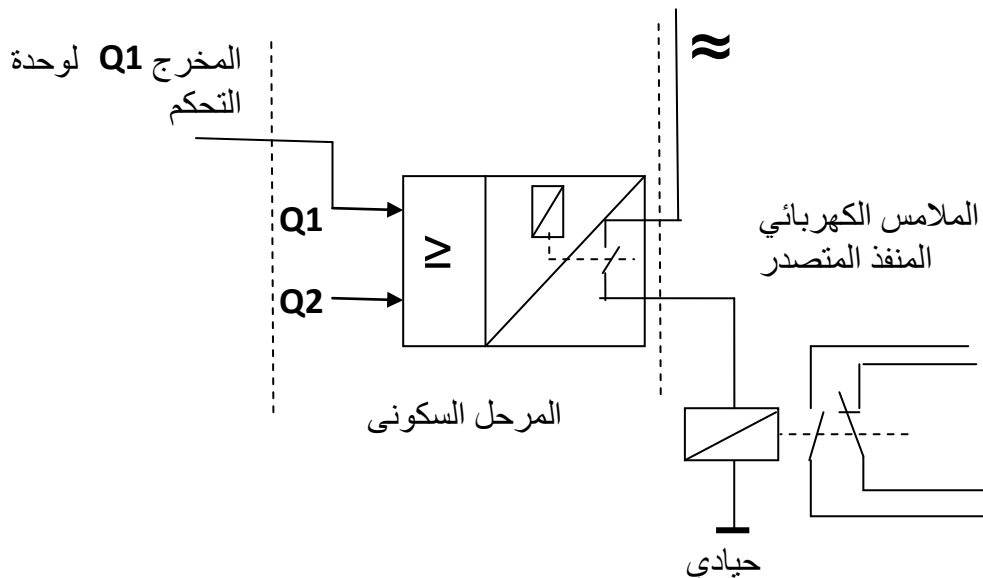 المخرج Q1 لوحدة
التحكم
≈
Q1
Q2
≥
الملامس الكهربائي
المنفذ المتصدر
المرحل السكونى
حيادى